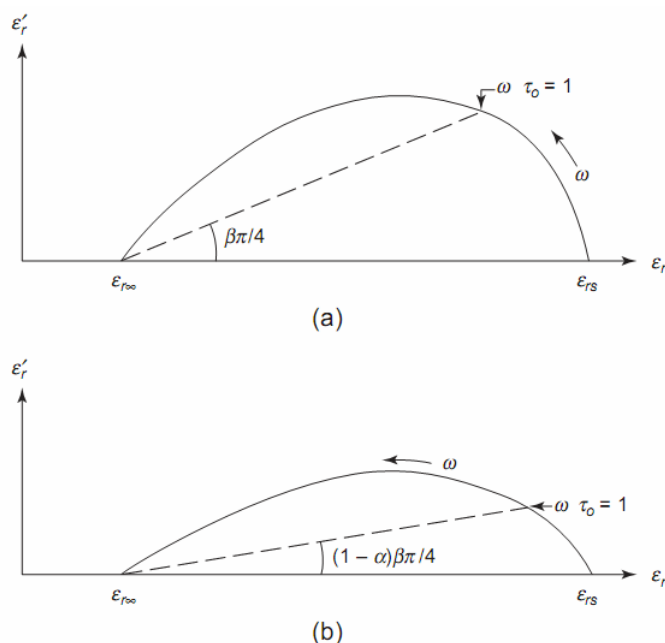 ε′r
ω τo = 1
ω
βπ/4
εr∞
εrs
εr
(a)
ε′r
ω
ω τo = 1
(1 − α)βπ/4
εr∞
εrs
εr
(b)